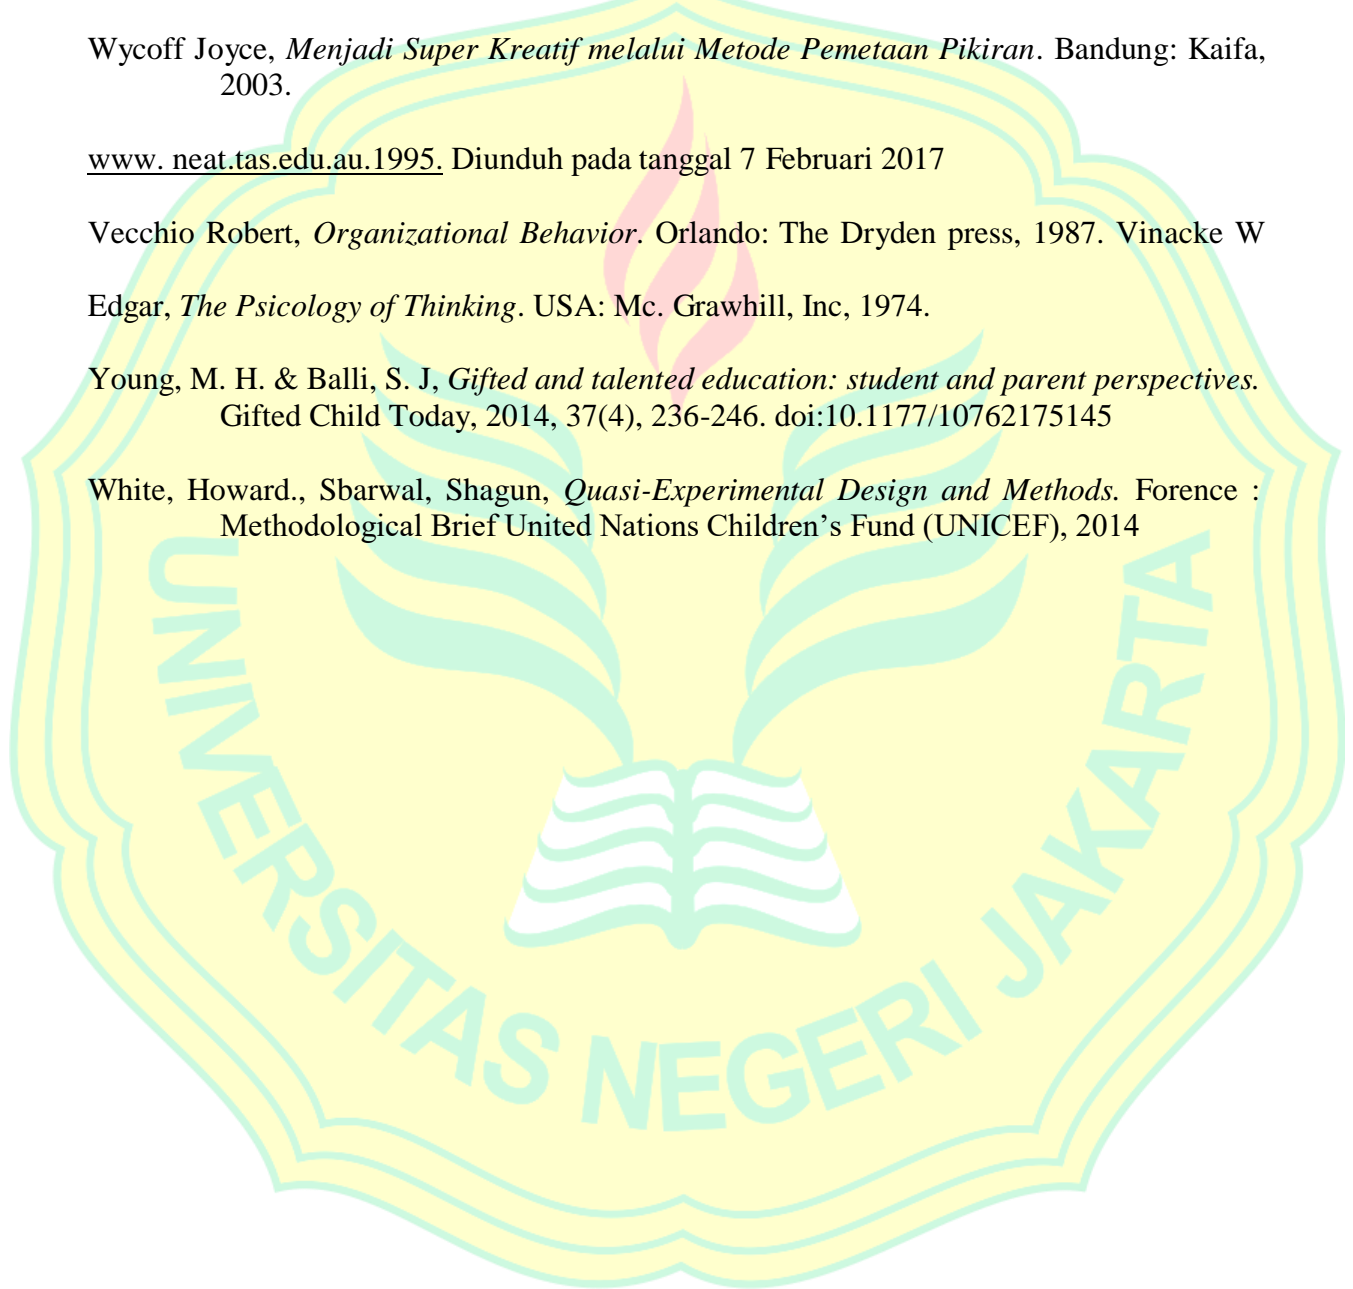 Wycoff Joyce, Menjadi Super Kreatif melalui Metode Pemetaan Pikiran. Bandung: Kaifa,
2003.
www. neat.tas.edu.au.1995. Diunduh pada tanggal 7 Februari 2017
Vecchio Robert, Organizational Behavior. Orlando: The Dryden press, 1987. Vinacke W
Edgar, The Psicology of Thinking. USA: Mc. Grawhill, Inc, 1974.
Young, M. H. & Balli, S. J, Gifted and talented education: student and parent perspectives.
Gifted Child Today, 2014, 37(4), 236-246. doi:10.1177/10762175145
White, Howard., Sbarwal, Shagun, Quasi-Experimental Design and Methods. Forence :
Methodological Brief United Nations Children’s Fund (UNICEF), 2014
UNIVERSITAS NEGERI JAKARTA